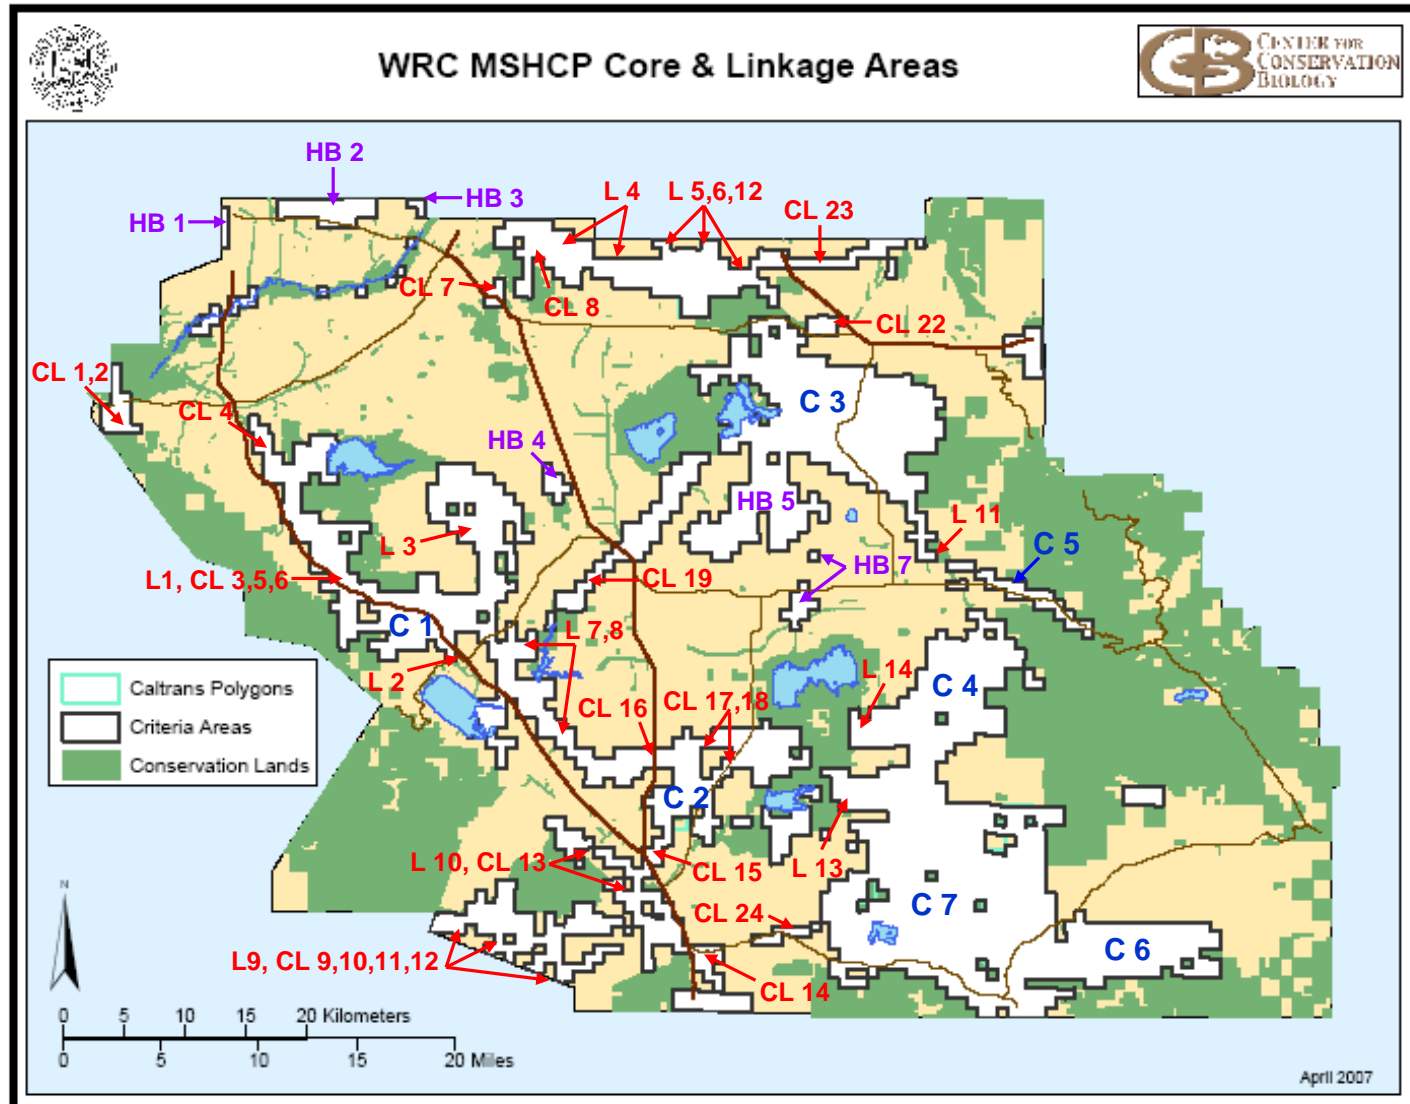 WRC MSHCP Core & Linkage Areas
CENTER FOR
CONSERVATION
BIOLOGY
HB 2
HB 3
HB 1
L 4
L 5,6,12
CL 23
CL 7
CL 8
CL 22
CL 1,2
CL 4
C 3
HB 4
HB 5
L 3
L 11
C 5
L1, CL 3,5,6
CL 19
HB 7
C 1
L 7,8
L 2
L 14
C 4
CL 16
CL 17,18
Caltrans Polygons
Criteria Areas
Conservation Lands
C 2
L 10, CL 13
CL 15
L 13
CL 24
C 7
L9, CL 9,10,11,12
C 6
CL 14
N
0 5 10 15 20 Kilometers
0 5 10 15 20 Miles
April 2007